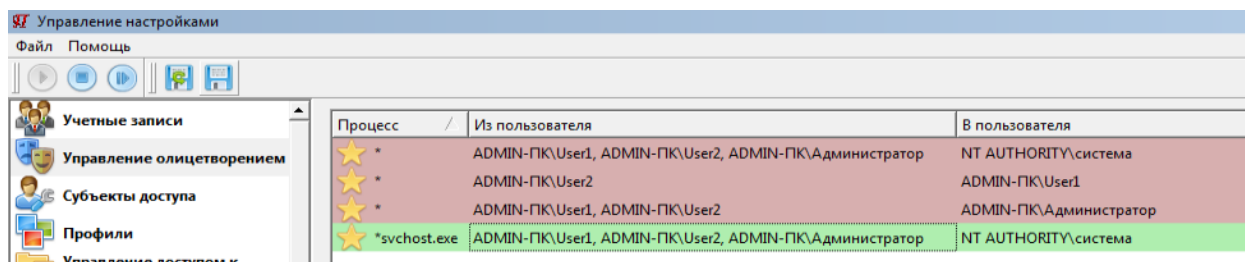 Управление настройками
Файл Помощь
Учетные записи
Управление олицетворением
Субъекты доступа
Профили
Управление доступом к
Процесс Из пользователя В пользователя
* ADMIN-ПК\User1, ADMIN-ПК\User2, ADMIN-ПК\Администратор NT AUTHORITY\система
* ADMIN-ПК\User2 ADMIN-ПК\User1
* ADMIN-ПК\User1, ADMIN-ПК\User2 ADMIN-ПК\Администратор
*svchost.exe ADMIN-ПК\User1, ADMIN-ПК\User2, ADMIN-ПК\Администратор NT AUTHORITY\система